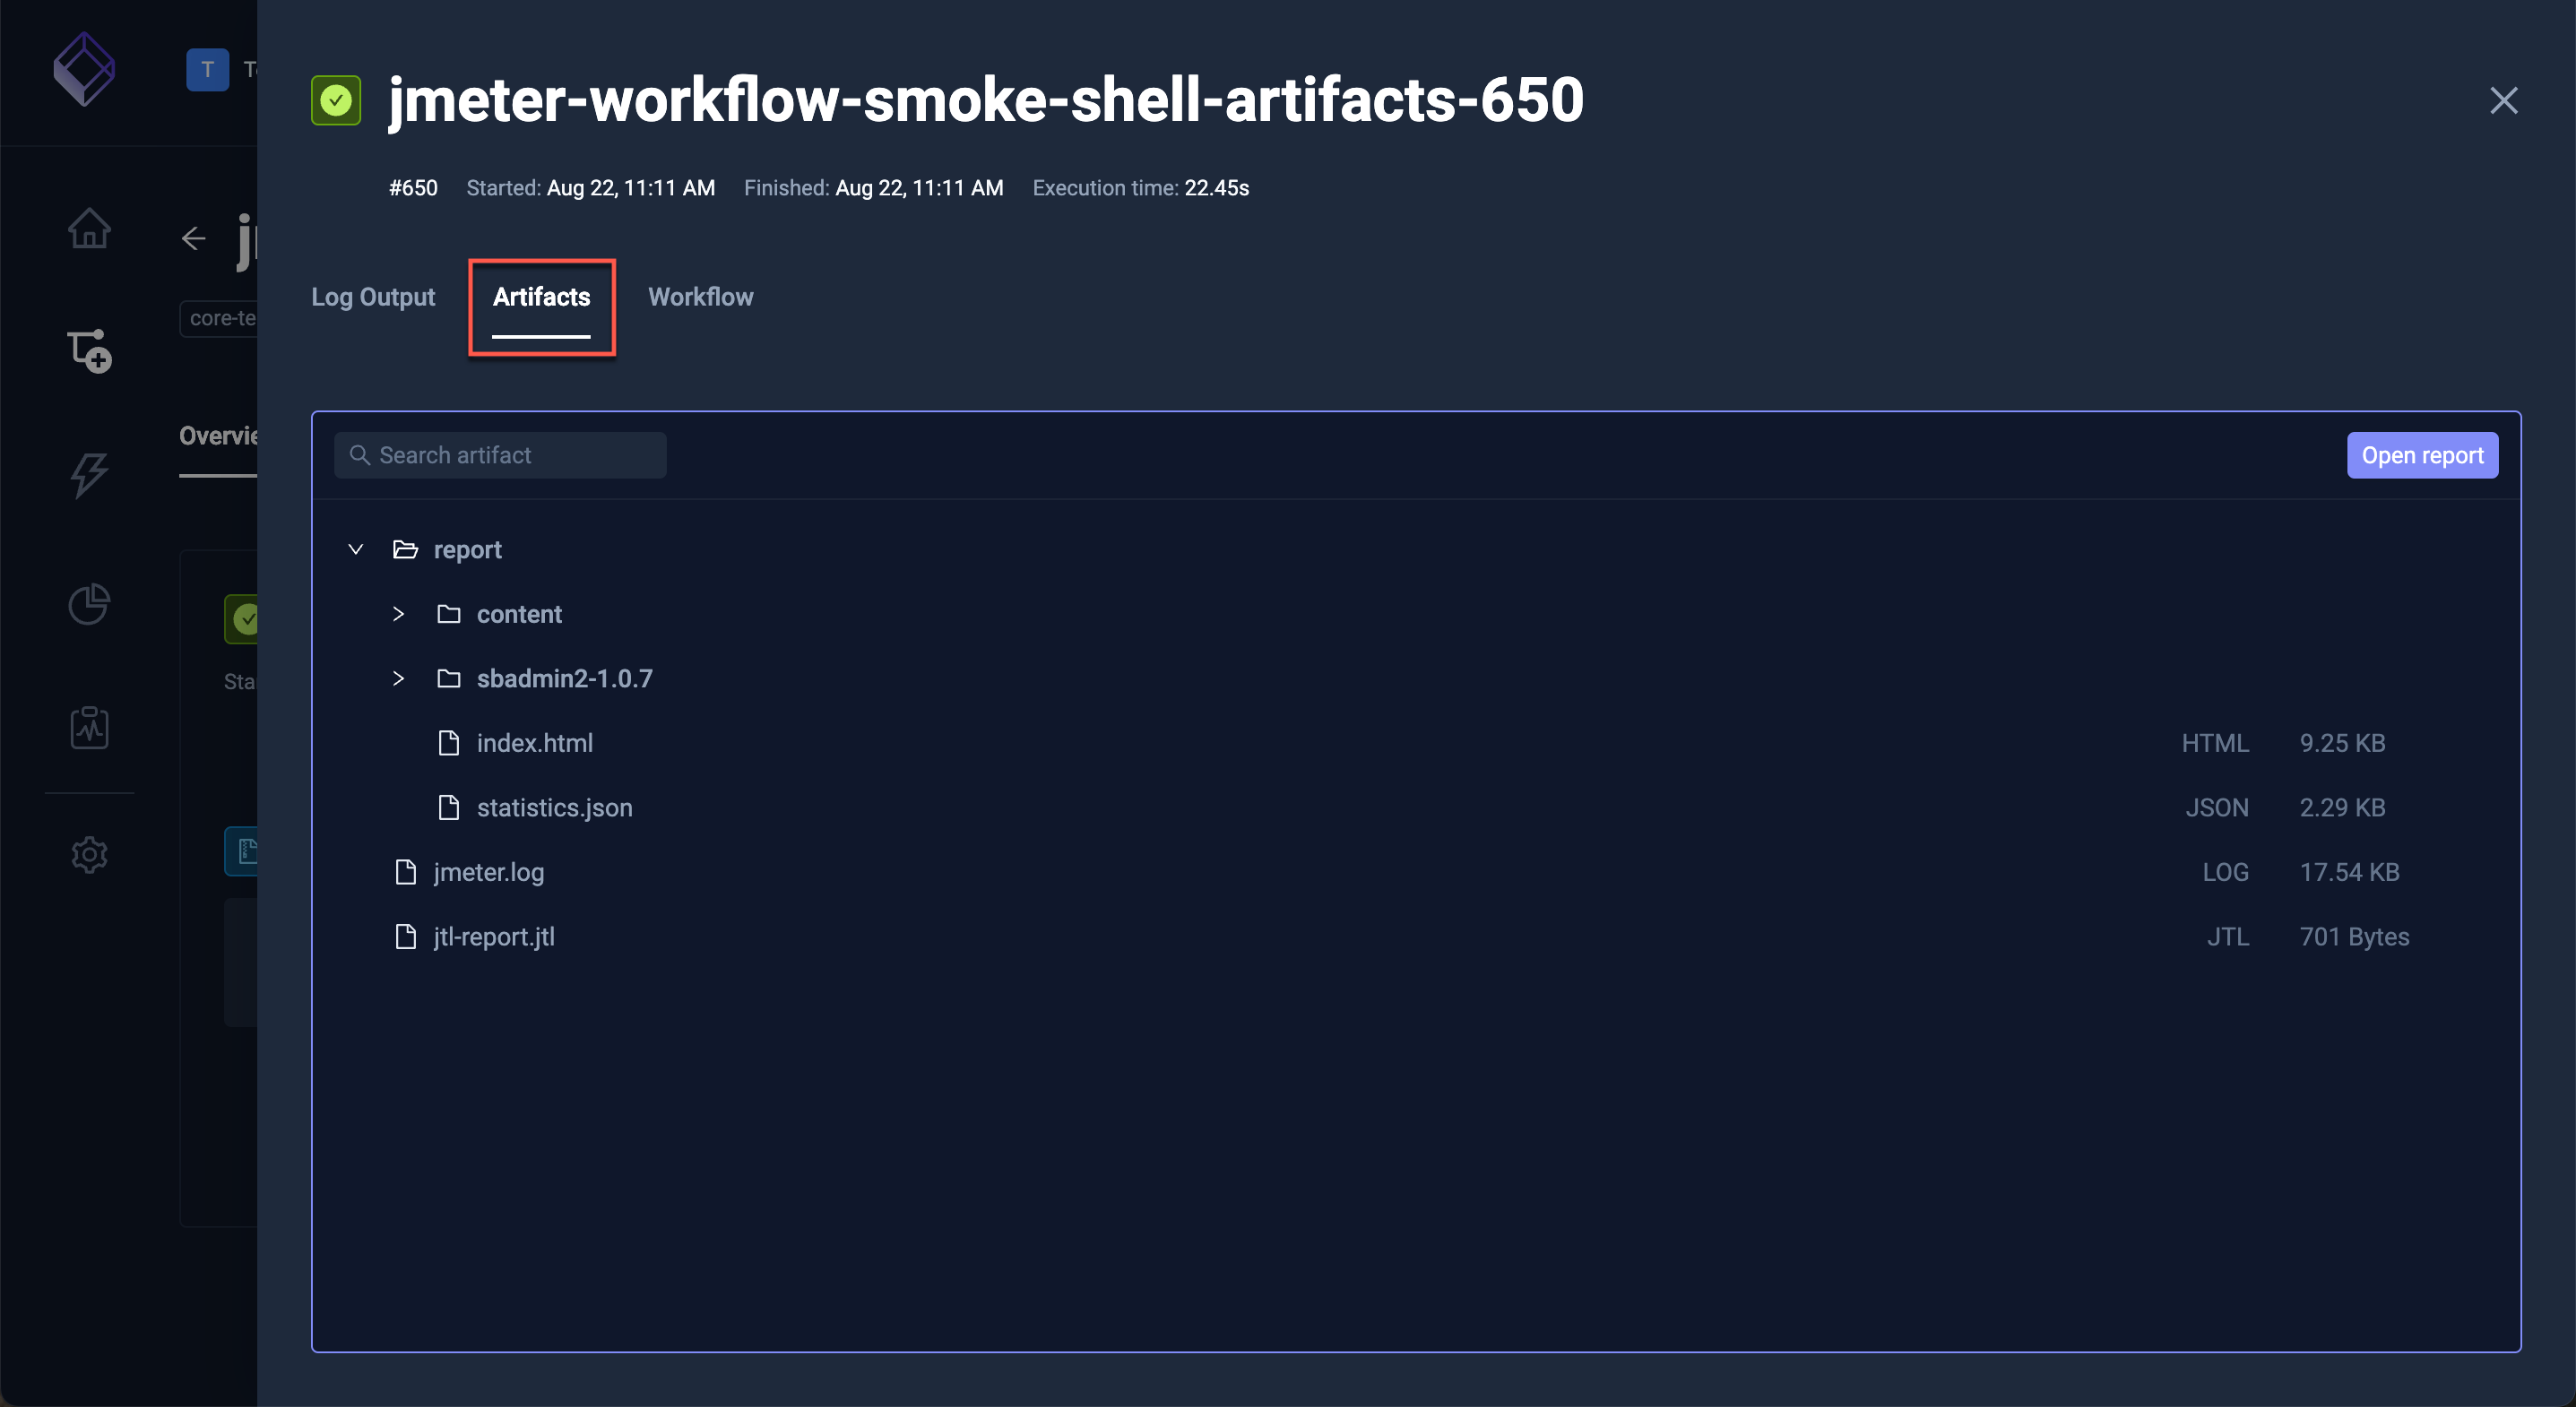 T
jmeter-workflow-smoke-shell-artifacts-650
#650 Started: Aug 22, 11:11 AM Finished: Aug 22, 11:11 AM Execution time: 22.45s
Log Output Artifacts Workflow
core-te
Overvie
Search artifact Open report
report
content
sbadmin2-1.0.7
index.html HTML 9.25 KB
statistics.json JSON 2.29 KB
jmeter.log LOG 17.54 KB
jtl-report.jtl JTL 701 Bytes